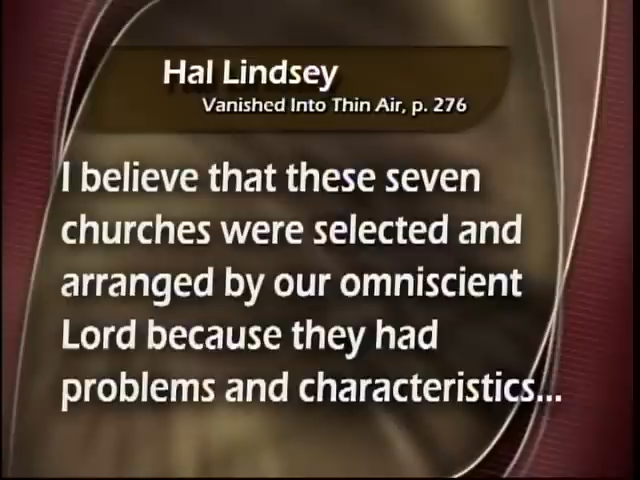 Hal Lindsey
Vanished Into Thin Air, p. 276
I believe that these seven
churches were selected and
arranged by our omniscient
Lord because they had
problems and characteristics...